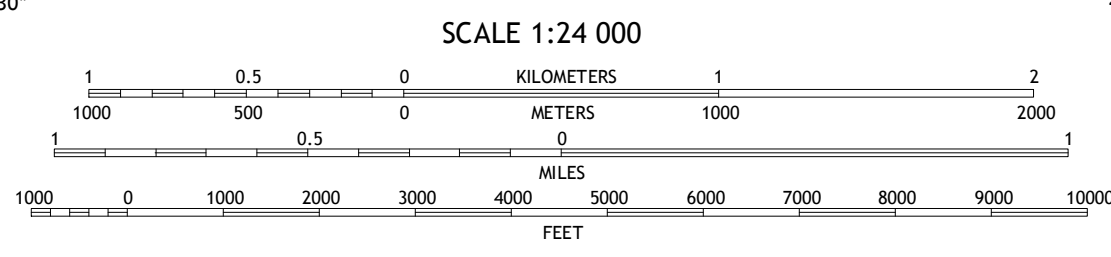 30"
SCALE 1:24 000
1 0.5 0 KILOMETERS 1 2
1000 500 0 METERS 1000 2000
1 0.5 0 1
MILES
1000 0 1000 2000 3000 4000 5000 6000 7000 8000 9000 10000
FEET